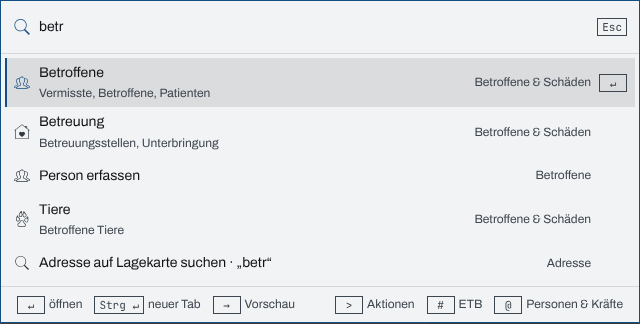 betr Esc
Betroffene
Vermisste, Betroffene, Patienten
Betroffene & Schäden ↵
Betreuung
Betreuungsstellen, Unterbringung
Betroffene & Schäden
Person erfassen Betroffene
Tiere
Betroffene Tiere
Betroffene & Schäden
Adresse auf Lagekarte suchen · „betr“ Adresse
↵ öffnen Strg ↵ neuer Tab → Vorschau > Aktionen # ETB @ Personen & Kräfte